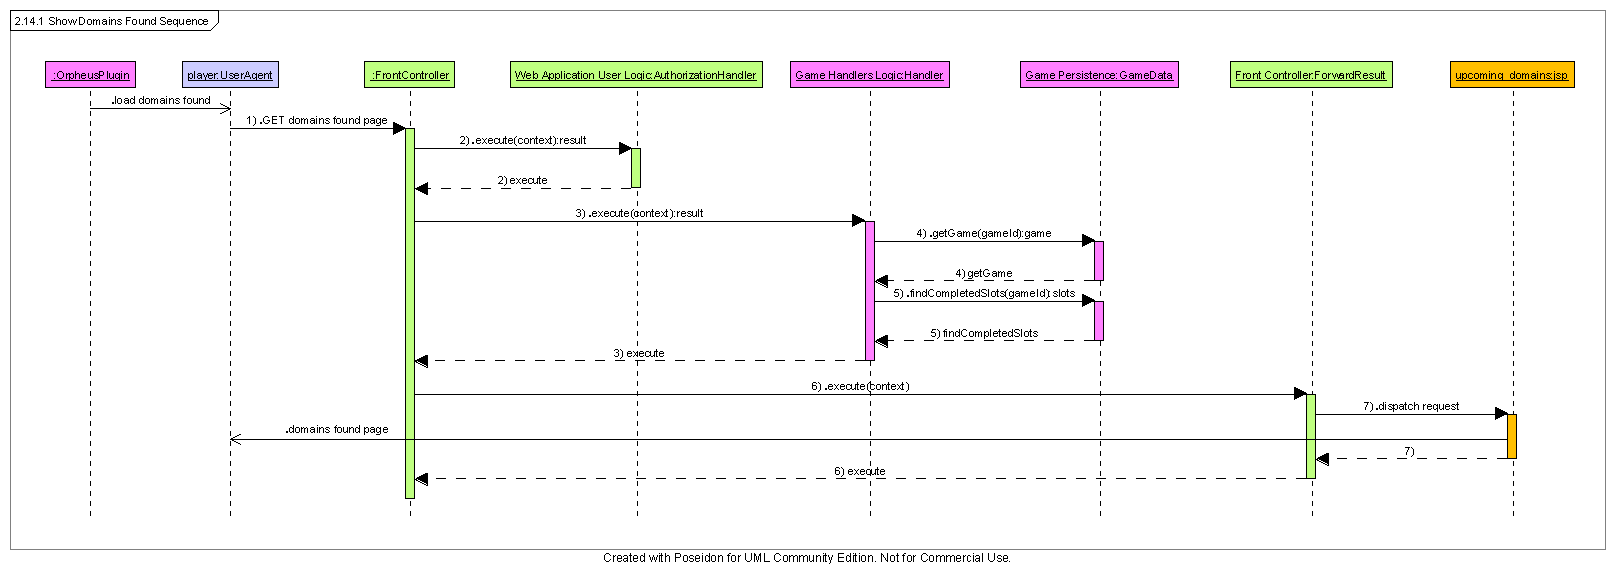 2.14.1 Show Domains Found Sequence
:OrpheusPlugin
player:UserAgent
:FrontController
Web Application User Logic:AuthorizationHandler
Game Handlers Logic:Handler
Game Persistence:GameData
Front Controller:ForwardResult
upcoming_domains:jsp
.load domains found
1) .GET domains found page
2) .execute(context):result
2) execute
3) .execute(context):result
4) .getGame(gameId):game
4) getGame
5) .findCompletedSlots(gameId):slots
5) findCompletedSlots
3) execute
6) .execute(context)
7) .dispatch request
.domains found page
7)
6) execute
Created with Poseidon for UML Community Edition. Not for Commercial Use.